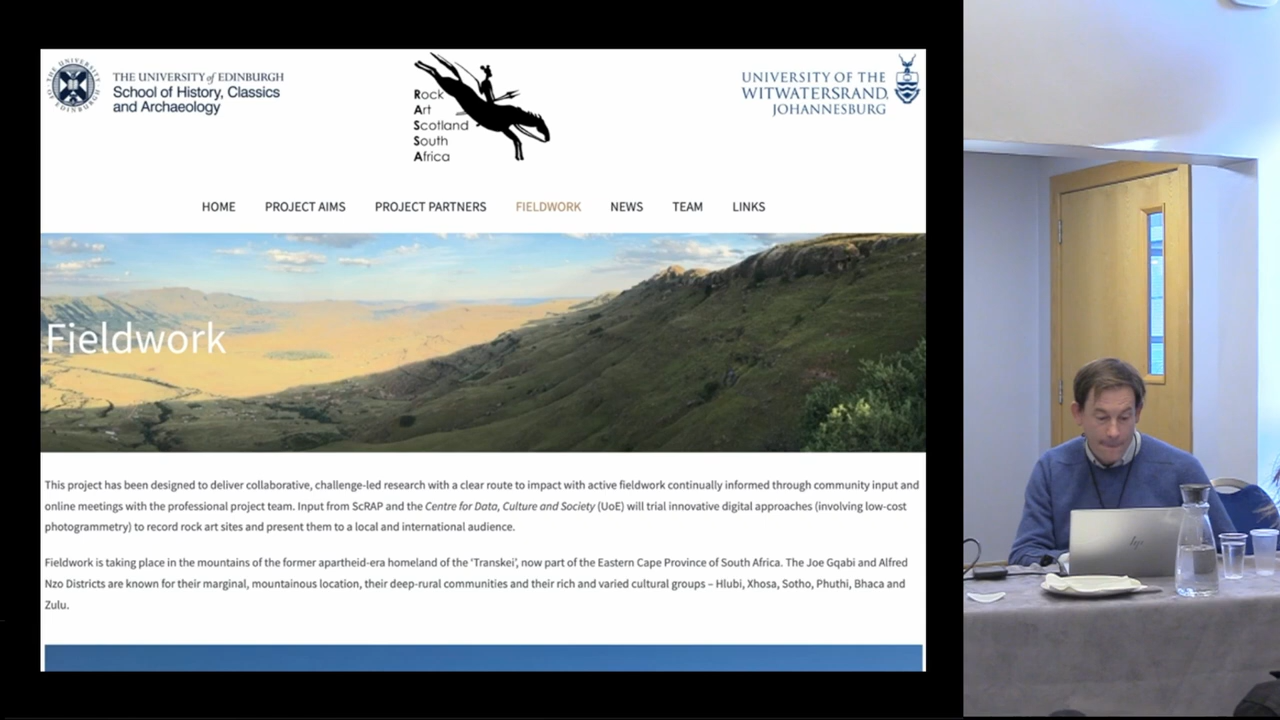 THE UNIVERSITY of EDINBURGH
School of History, Classics
and Archaeology
Rock
Art
Scotland
South
Africa
UNIVERSITY OF THE
WITWATERSRAND,
JOHANNESBURG
HOME PROJECT AIMS PROJECT PARTNERS FIELDWORK NEWS TEAM LINKS
Fieldwork
This project has been designed to deliver collaborative, challenge-led research with a clear route to impact with active fieldwork continually informed through community input and
online meetings with the professional project team. Input from ScRAP and the Centre for Data, Culture and Society (UoE) will trial innovative digital approaches (involving low-cost
photogrammetry) to record rock art sites and present them to a local and international audience.
Fieldwork is taking place in the mountains of the former apartheid-era homeland of the ‘Transkei’, now part of the Eastern Cape Province of South Africa. The Joe Gqabi and Alfred
Nzo Districts are known for their marginal, mountainous location, their deep-rural communities and their rich and varied cultural groups – Hlubi, Xhosa, Sotho, Phuthi, Bhaca and
Zulu.
hp